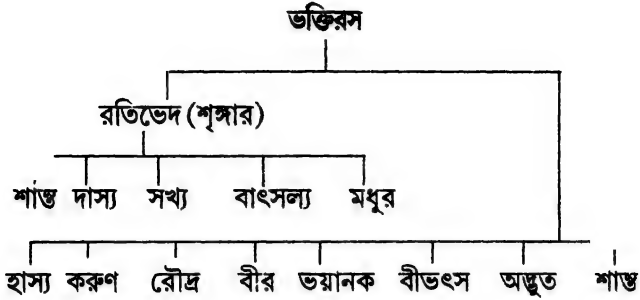 ভক্তিরস
রতিভেদ (শৃঙ্গার)
শান্ত দাস্য সখ্য বাৎসল্য মধুর
হাস্য করুণ রৌদ্র বীর ভয়ানক বীভৎস অদ্ভুত শান্ত